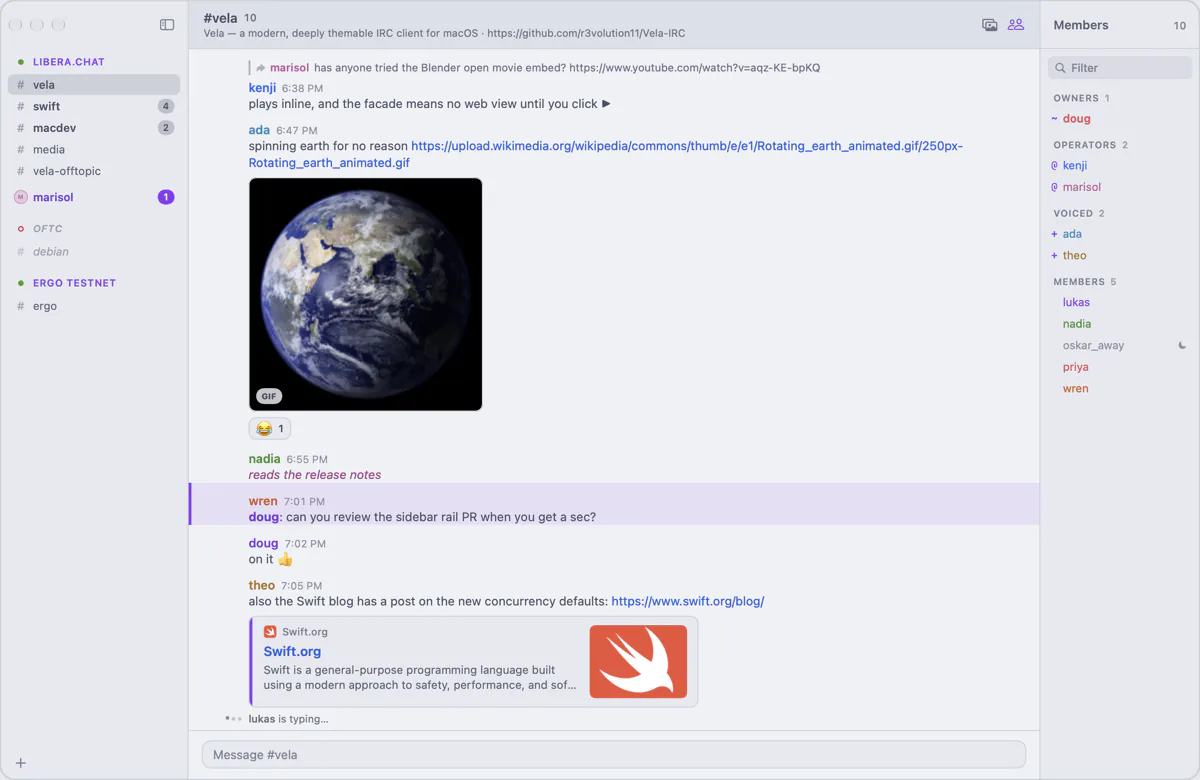 LIBERA.CHAT
# vela
# swift 4
# macdev 2
# media
# vela-offtopic
M marisol 1
OFTC
# debian
ERGO TESTNET
# ergo
+
#vela 10
Vela — a modern, deeply themable IRC client for macOS · https://github.com/r3volution11/Vela-IRC
marisol has anyone tried the Blender open movie embed? https://www.youtube.com/watch?v=aqz-KE-bpKQ
kenji 6:38 PM
plays inline, and the facade means no web view until you click ▶
ada 6:47 PM
spinning earth for no reason https://upload.wikimedia.org/wikipedia/commons/thumb/e/e1/Rotating_earth_animated.gif/250px-
Rotating_earth_animated.gif
GIF
😂 1
nadia 6:55 PM
reads the release notes
wren 7:01 PM
doug: can you review the sidebar rail PR when you get a sec?
doug 7:02 PM
on it 👍
theo 7:05 PM
also the Swift blog has a post on the new concurrency defaults: https://www.swift.org/blog/
Swift.org
Swift.org
Swift is a general-purpose programming language built
using a modern approach to safety, performance, and sof…
lukas is typing…
Message #vela
Members 10
Filter
OWNERS 1
~ doug
OPERATORS 2
@ kenji
@ marisol
VOICED 2
+ ada
+ theo
MEMBERS 5
lukas
nadia
oskar_away
priya
wren